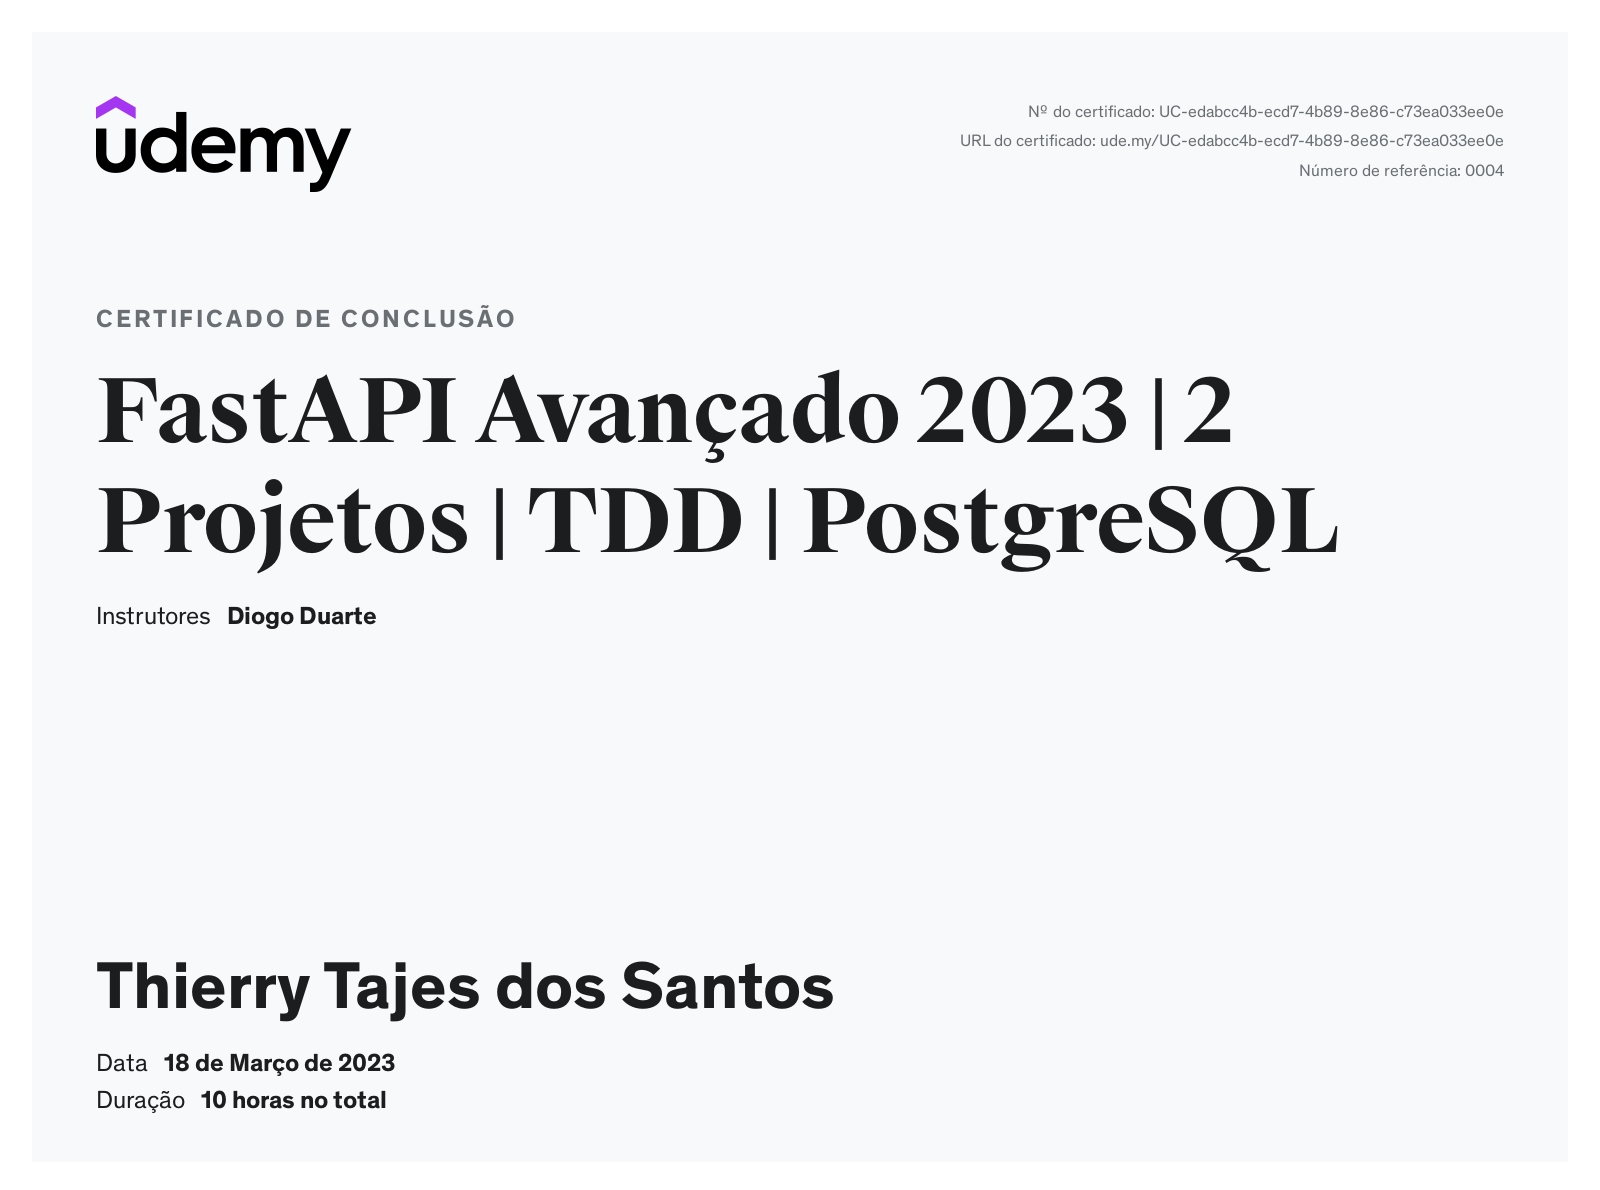 udemy
Nº do certificado: UC-edabcc4b-ecd7-4b89-8e86-c73ea033ee0e
URL do certificado: ude.my/UC-edabcc4b-ecd7-4b89-8e86-c73ea033ee0e
Número de referência: 0004
CERTIFICADO DE CONCLUSÃO
FastAPI Avançado 2023 | 2
Projetos | TDD | PostgreSQL
Instrutores Diogo Duarte
Thierry Tajes dos Santos
Data 18 de Março de 2023
Duração 10 horas no total